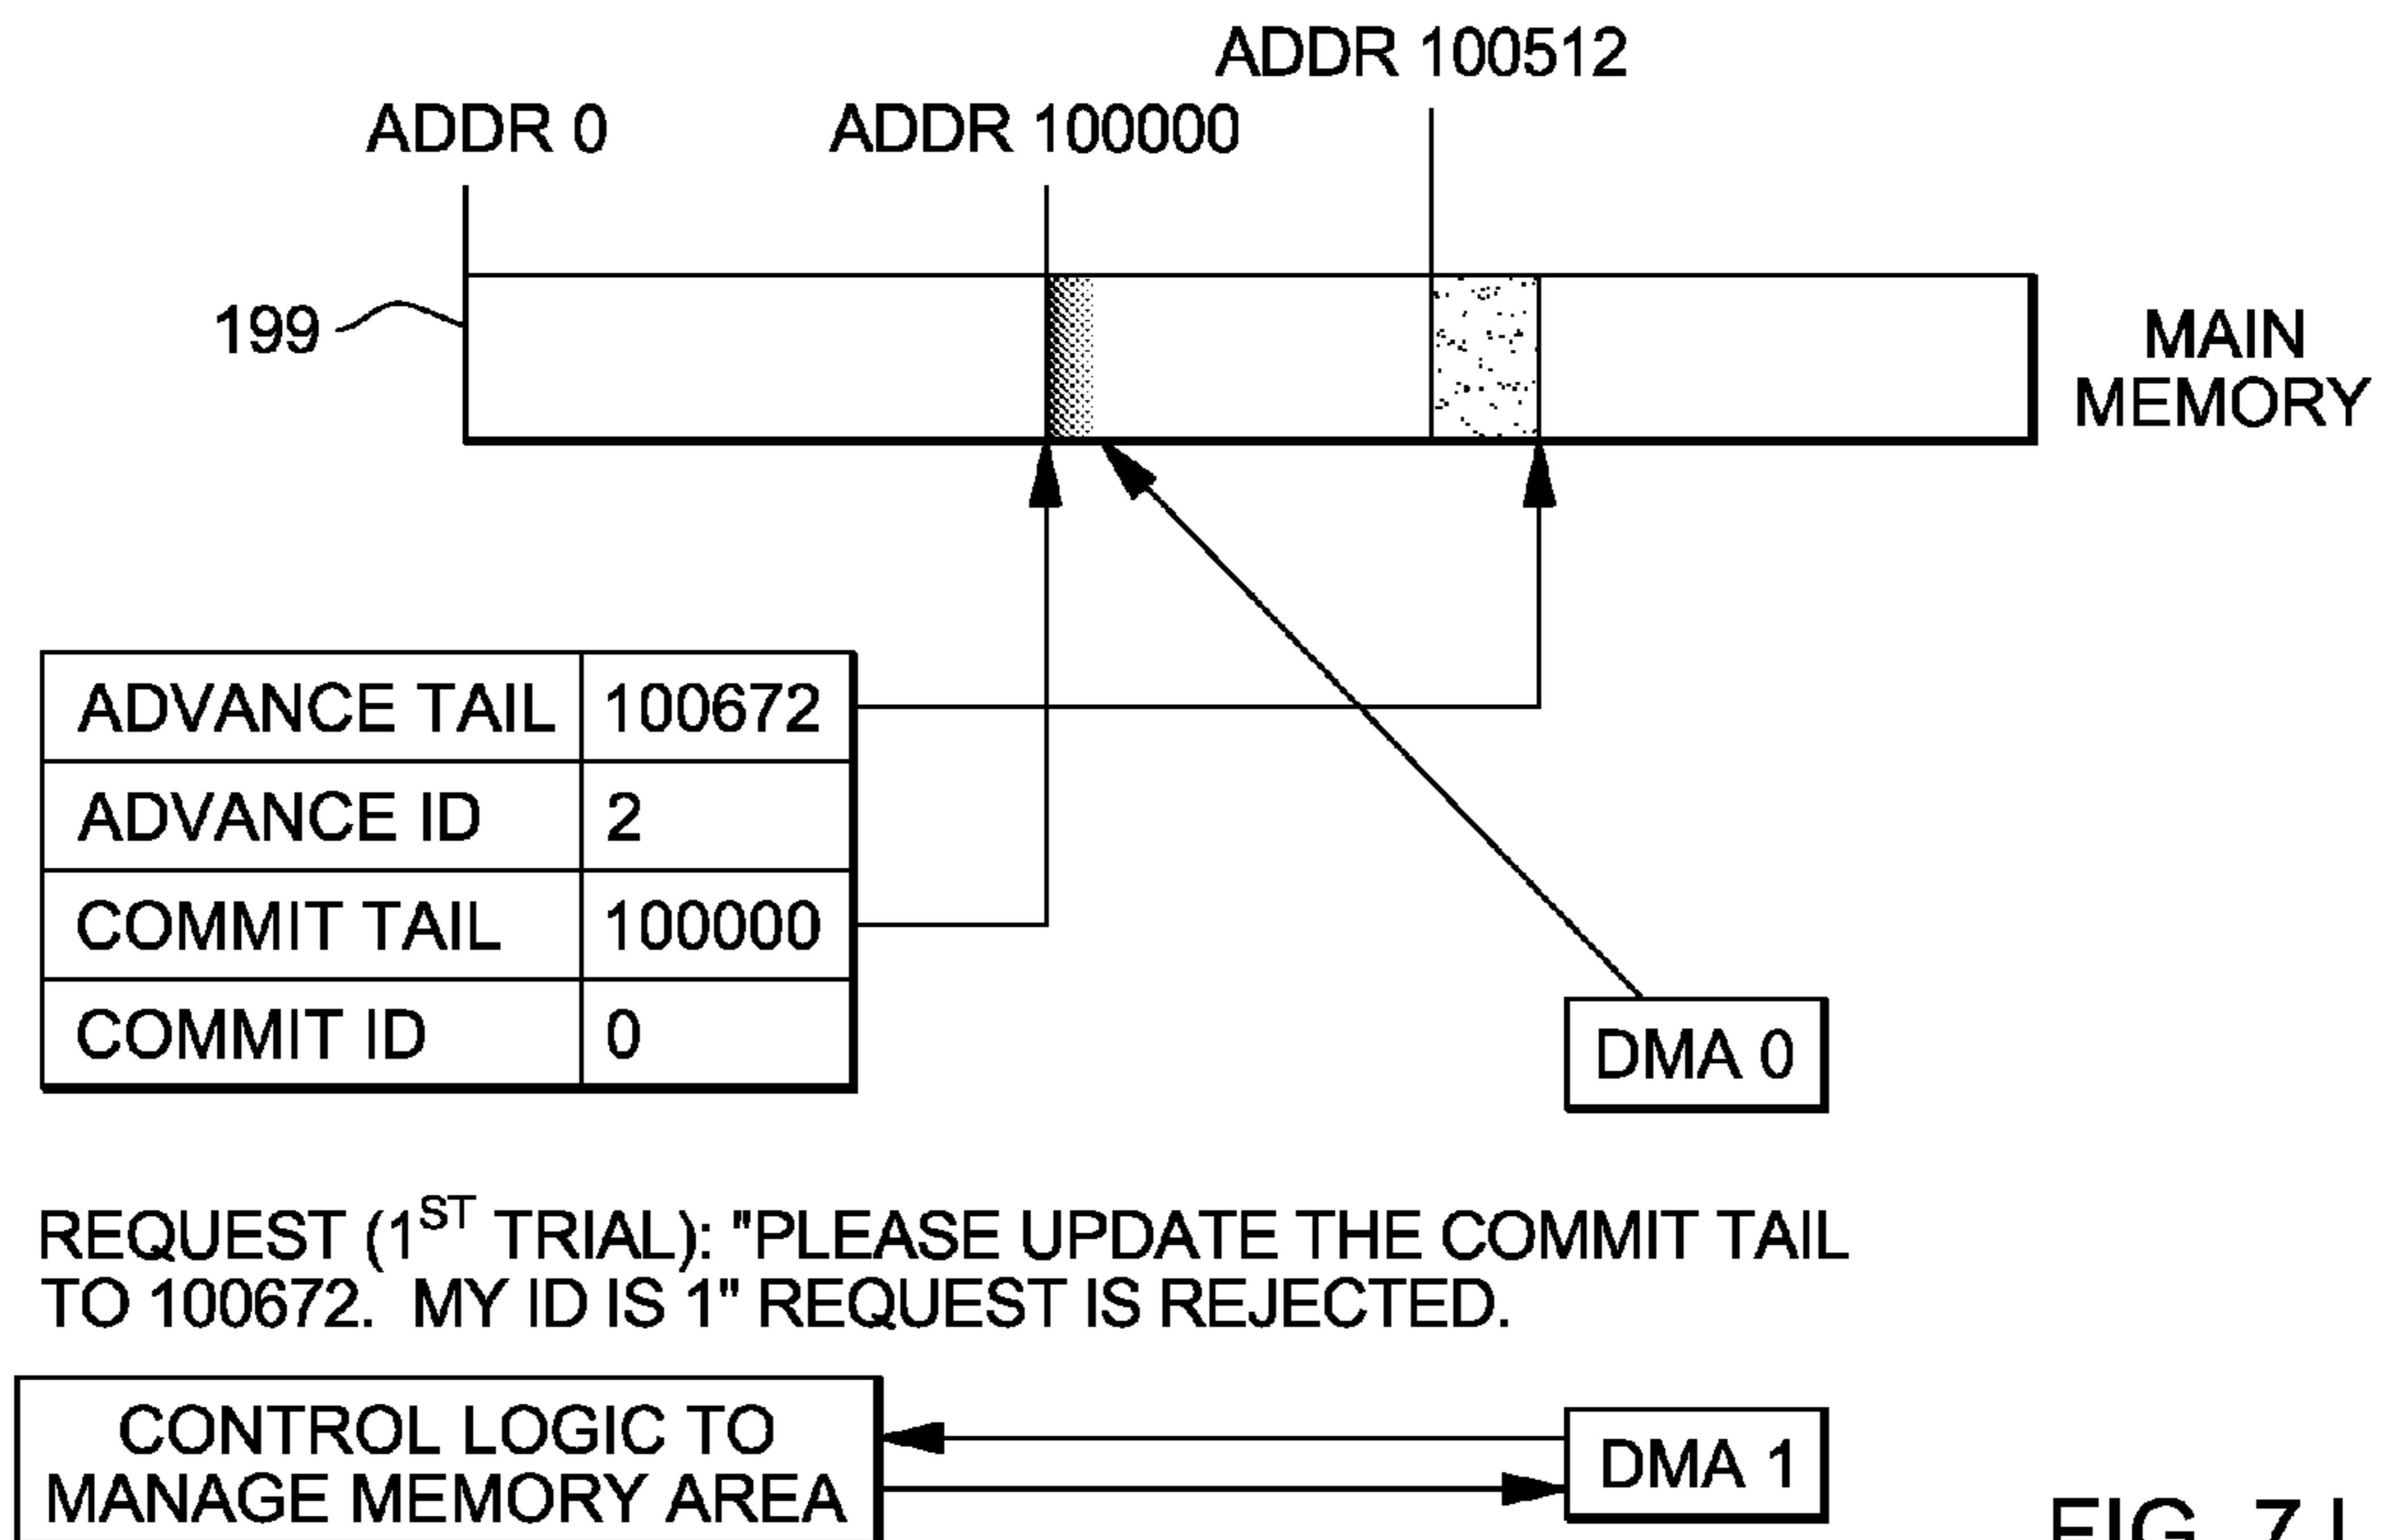 ADDR 100512
ADDR 0
ADDR 100000
199
MAIN
MEMORY
ADVANCE TAIL 100672
ADVANCE ID 2
COMMIT TAIL 100000
COMMIT ID 0
DMA 0
REQUEST (1ST TRIAL): "PLEASE UPDATE THE COMMIT TAIL
TO 100672. MY ID IS 1" REQUEST IS REJECTED.
CONTROL LOGIC TO
MANAGE MEMORY AREA
DMA 1
FIG.